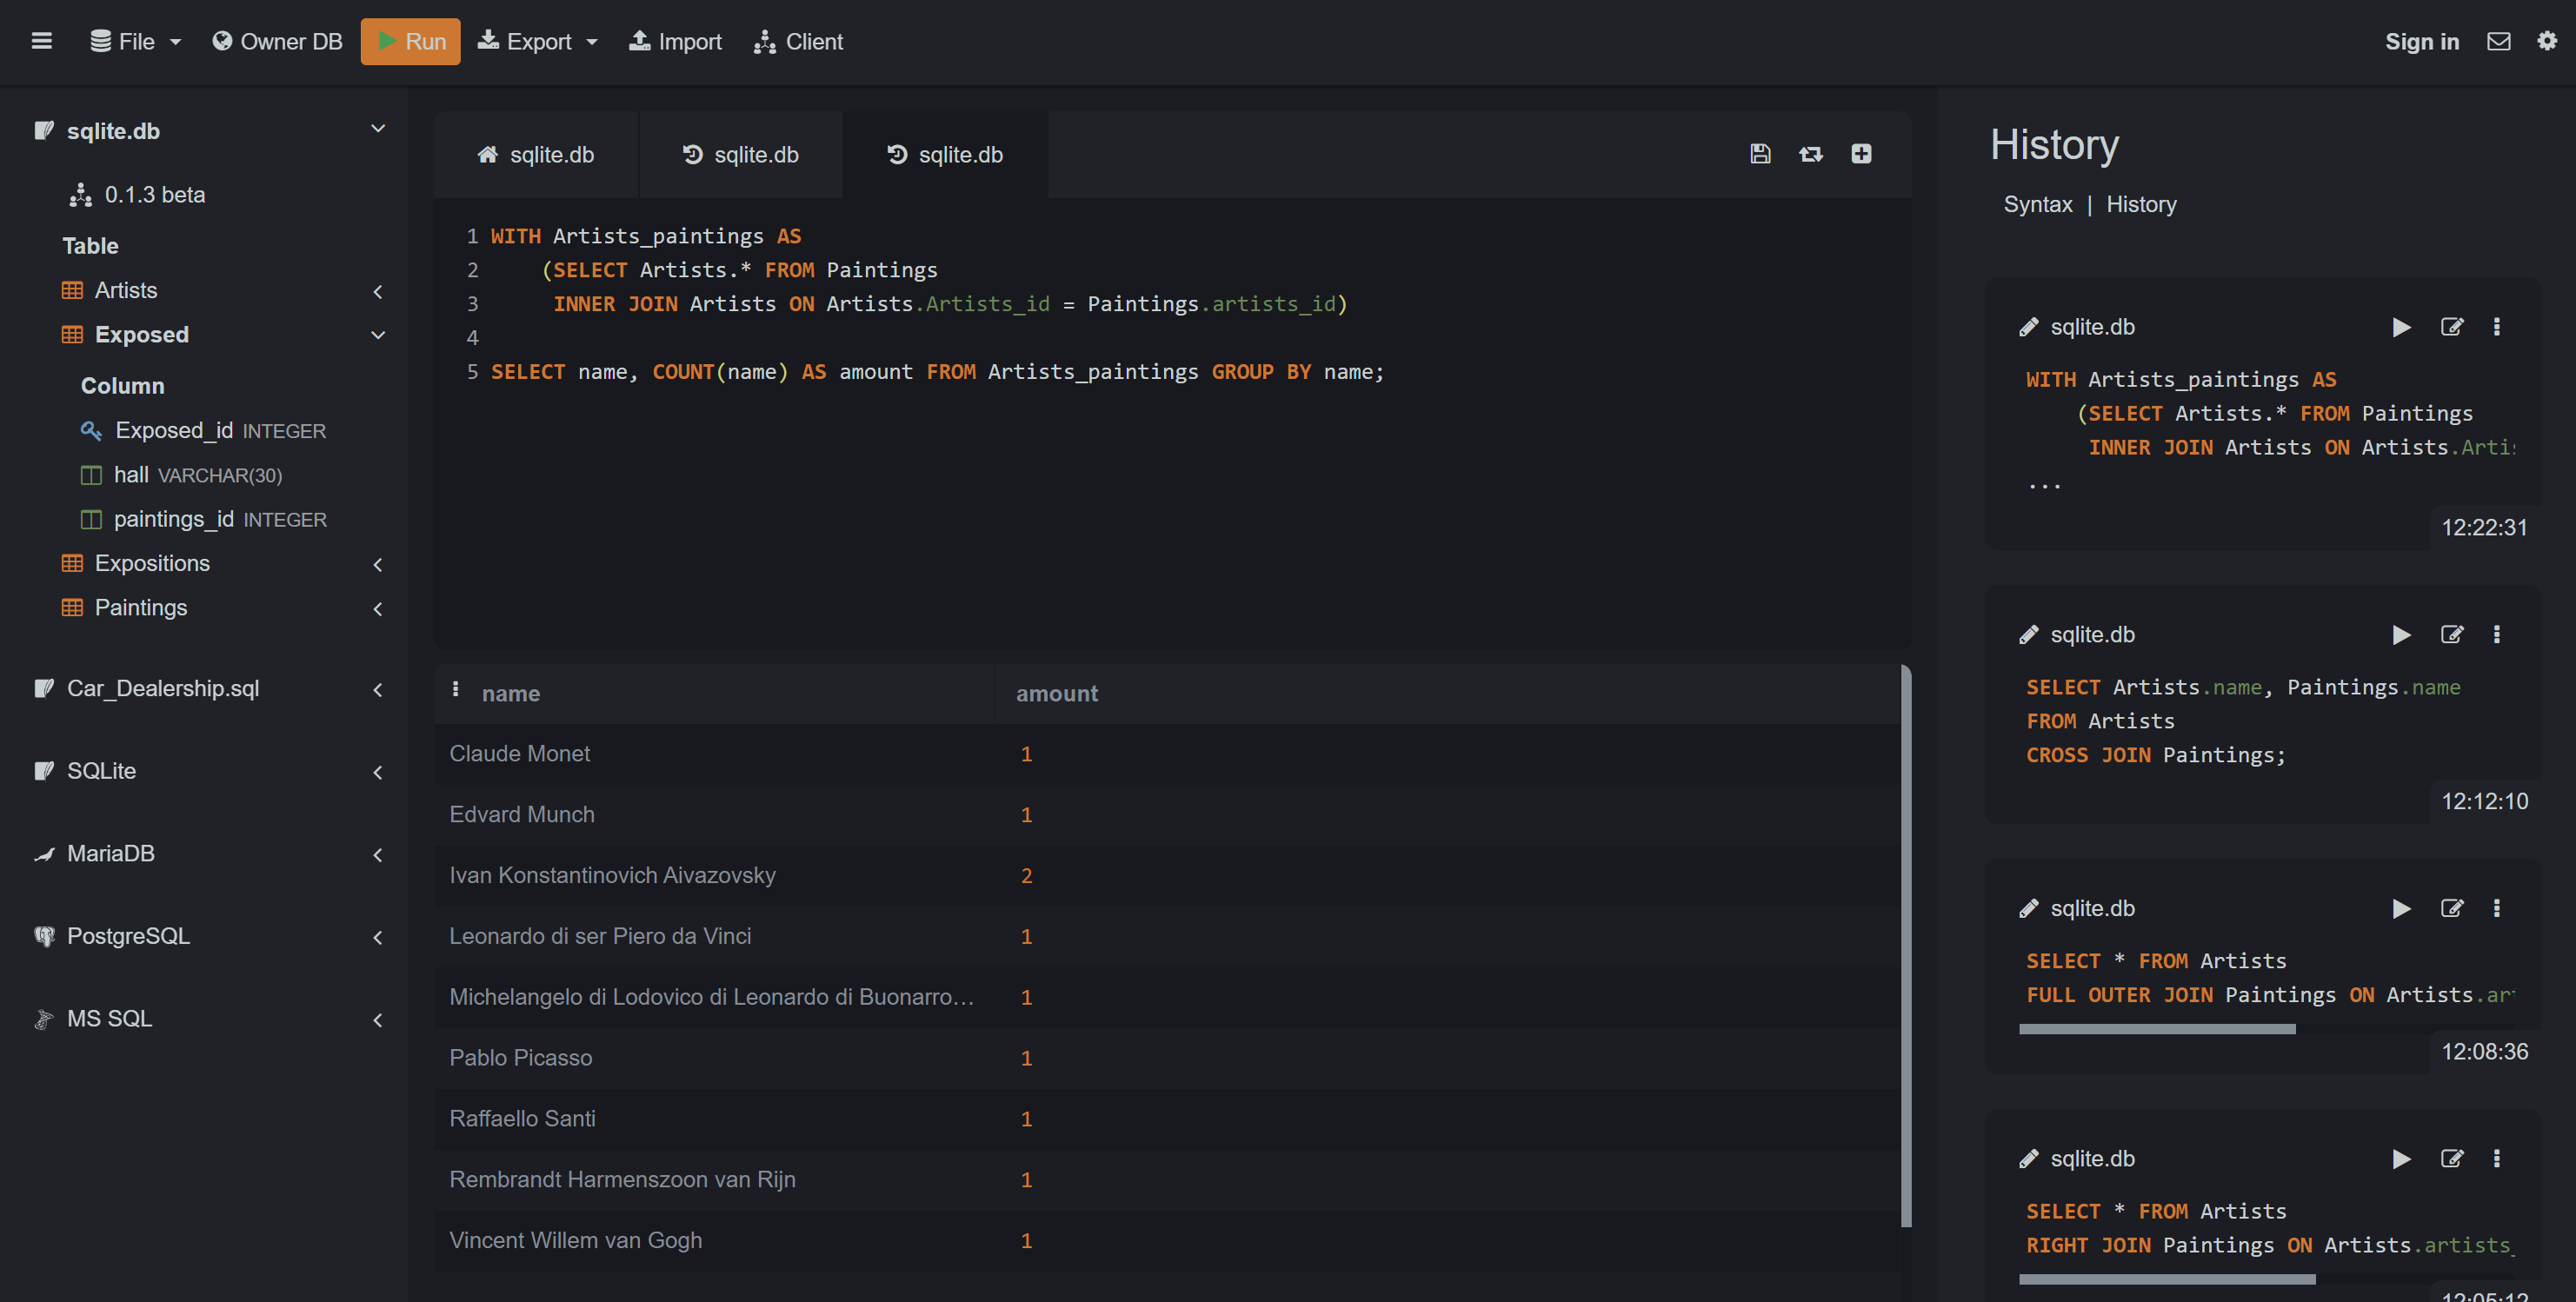 File Owner DB Run Export Import Client Sign in
sqlite.db
0.1.3 beta
Table
Artists
Exposed
Column
Exposed_id INTEGER
hall VARCHAR(30)
paintings_id INTEGER
Expositions
Paintings
Car_Dealership.sql
SQLite
MariaDB
PostgreSQL
MS SQL
sqlite.db sqlite.db sqlite.db
1 WITH Artists_paintings AS
2 (SELECT Artists.* FROM Paintings
3 INNER JOIN Artists ON Artists.Artists_id = Paintings.artists_id)
4
5 SELECT name, COUNT(name) AS amount FROM Artists_paintings GROUP BY name;
name amount
Claude Monet 1
Edvard Munch 1
Ivan Konstantinovich Aivazovsky 2
Leonardo di ser Piero da Vinci 1
Michelangelo di Lodovico di Leonardo di Buonarro... 1
Pablo Picasso 1
Raffaello Santi 1
Rembrandt Harmenszoon van Rijn 1
Vincent Willem van Gogh 1
History
Syntax | History
sqlite.db
WITH Artists_paintings AS
(SELECT Artists.* FROM Paintings
INNER JOIN Artists ON Artists.Artis
...
12:22:31
sqlite.db
SELECT Artists.name, Paintings.name
FROM Artists
CROSS JOIN Paintings;
12:12:10
sqlite.db
SELECT * FROM Artists
FULL OUTER JOIN Paintings ON Artists.ar
12:08:36
sqlite.db
SELECT * FROM Artists
RIGHT JOIN Paintings ON Artists.artists_